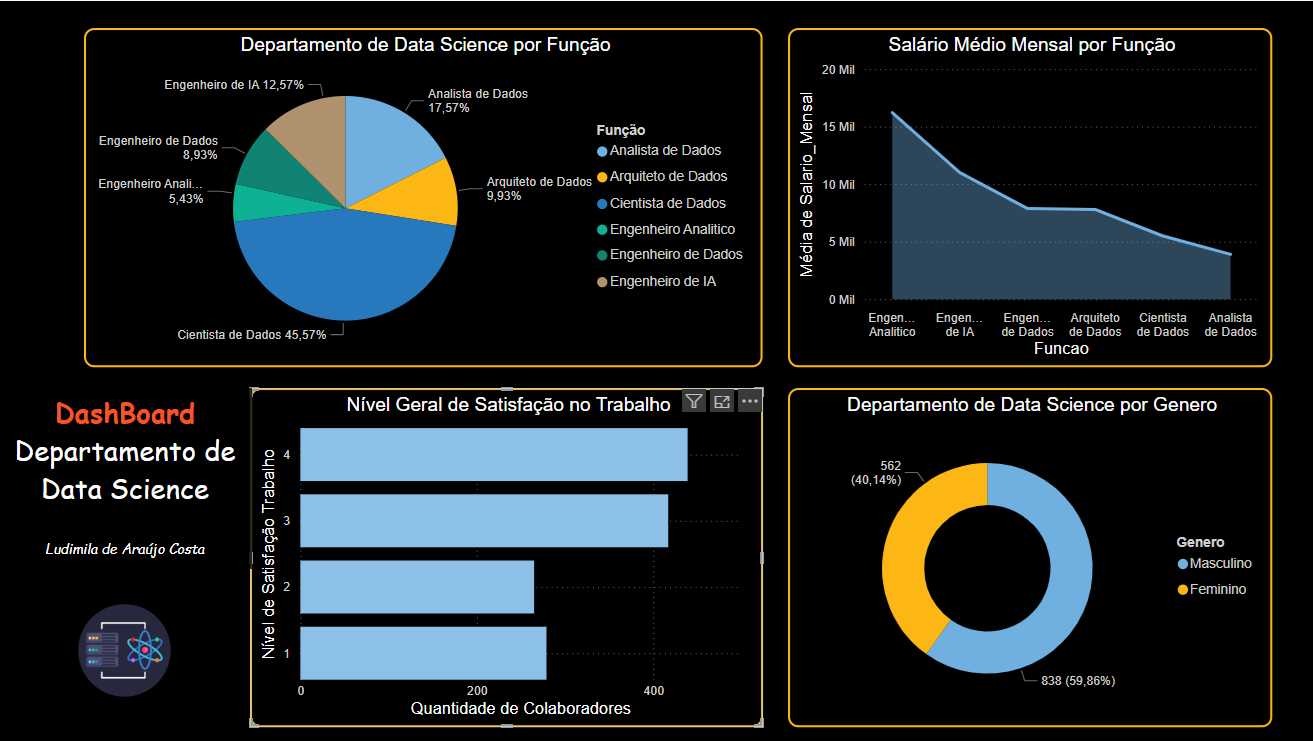 Departamento de Data Science por Função
Engenheiro de IA 12,57%
Analista de Dados
17,57%
Engenheiro de Dados
8,93%
Engenheiro Anali...
5,43%
Arquiteto de Dados
9,93%
Cientista de Dados 45,57%
Função
Analista de Dados
Arquiteto de Dados
Cientista de Dados
Engenheiro Analitico
Engenheiro de Dados
Engenheiro de IA
Salário Médio Mensal por Função
Média de Salario_Mensal
20 Mil
15 Mil
10 Mil
5 Mil
0 Mil
Engen...
Analitico
Engen...
de IA
Engen...
de Dados
Arquiteto
de Dados
Cientista
de Dados
Analista
de Dados
Funcao
DashBoard
Departamento de
Data Science
Ludimila de Araújo Costa
Nível Geral de Satisfação no Trabalho
Nível de Satisfação Trabalho
4
3
2
1
0
200
400
Quantidade de Colaboradores
Departamento de Data Science por Genero
562
(40,14%)
838 (59,86%)
Genero
Masculino
Feminino